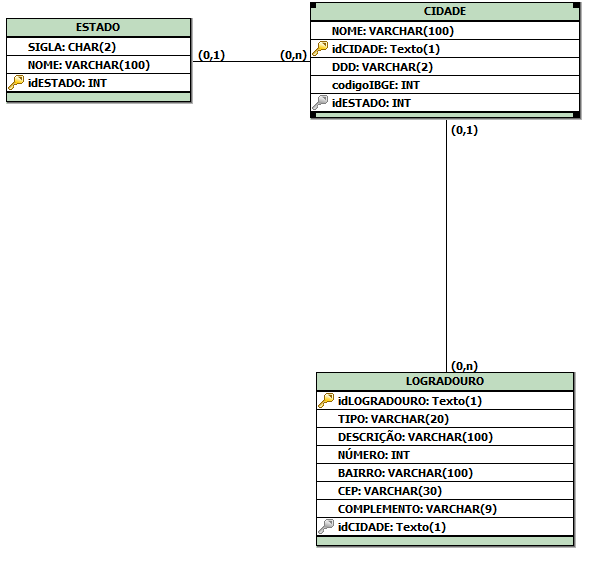 ESTADO
SIGLA: CHAR(2)
NOME: VARCHAR(100)
idESTADO: INT
(0,1)
(0,n)
CIDADE
NOME: VARCHAR(100)
idCIDADE: Texto(1)
DDD: VARCHAR(2)
codigoIBGE: INT
idESTADO: INT
(0,1)
(0,n)
LOGRADOURO
idLOGRADOURO: Texto(1)
TIPO: VARCHAR(20)
DESCRIÇÃO: VARCHAR(100)
NÚMERO: INT
BAIRRO: VARCHAR(100)
CEP: VARCHAR(30)
COMPLEMENTO: VARCHAR(9)
idCIDADE: Texto(1)